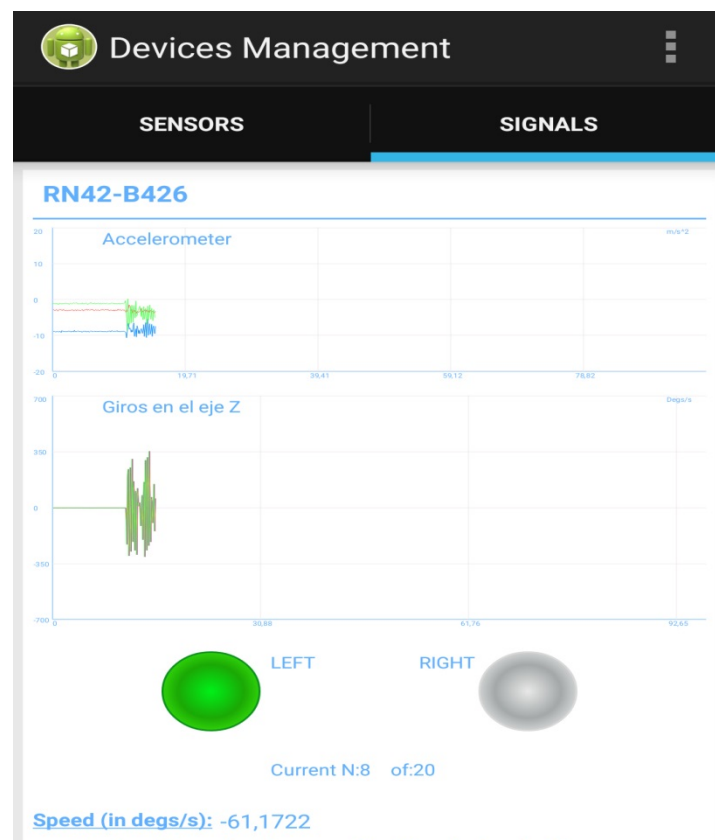 Devices Management
SENSORS SIGNALS
RN42-B426
20 Accelerometer m/s^2
10
0
-10
-20 0 19,71 39,41 59,12 78,82
700 Giros en el eje Z Degs/s
350
0
-350
-700 0 30,88 61,76 92,65
LEFT RIGHT
Current N:8 of:20
Speed (in degs/s): -61,1722